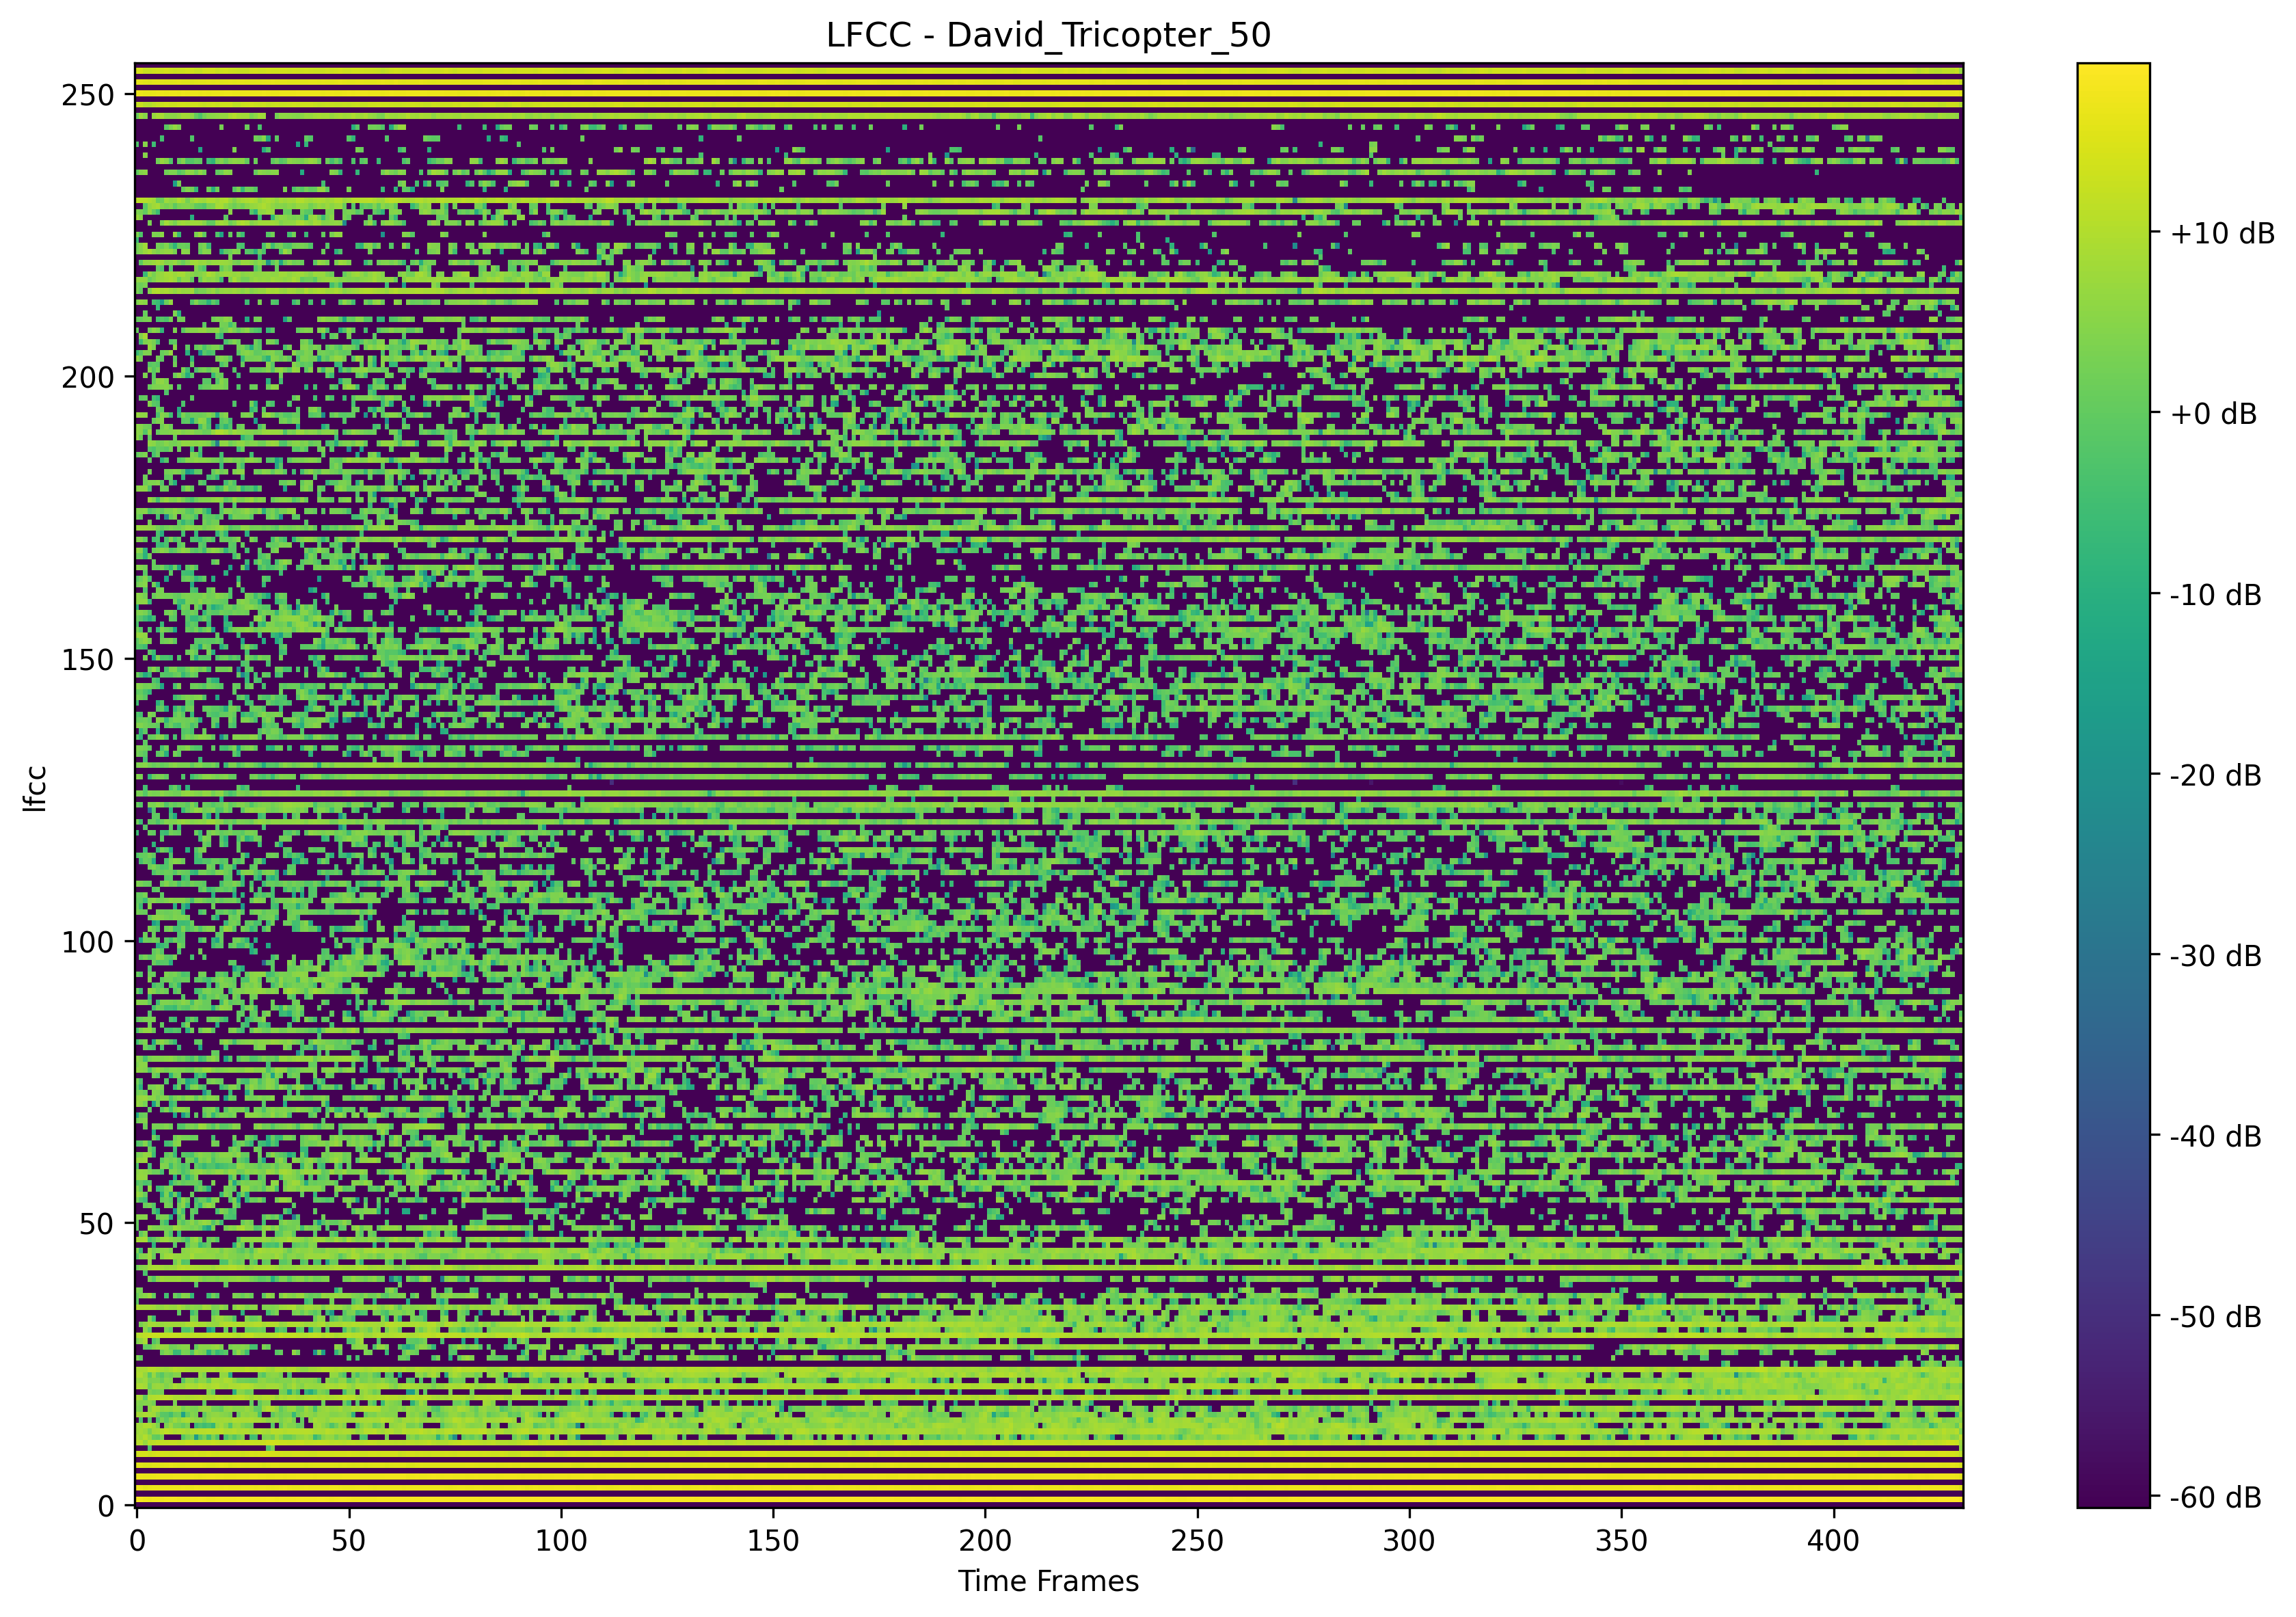 LFCC - David_Tricopter_50
250
200
150
100
50
0
lfcc
0 50 100 150 200 250 300 350 400
Time Frames
+10 dB
+0 dB
-10 dB
-20 dB
-30 dB
-40 dB
-50 dB
-60 dB